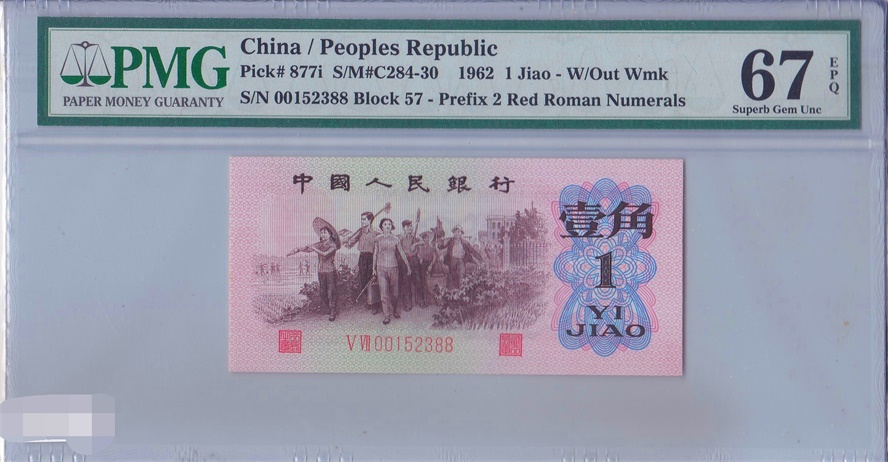 PMG
PAPER MONEY GUARANTY
China / Peoples Republic
Pick# 877i S/M#C284-30 1962 1 Jiao - W/Out Wmk
S/N 00152388 Block 57 - Prefix 2 Red Roman Numerals
67
EPQ
Superb Gem Unc
中國人民銀行
壹角
1
YI
JIAO
V VII 00152388